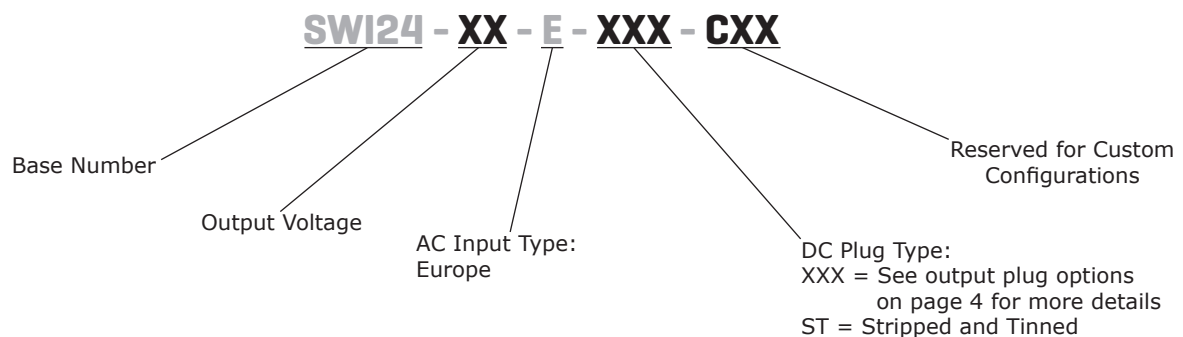 SWI24 - XX - E - XXX - CXX
Base Number
Output Voltage
AC Input Type:
Europe
DC Plug Type:
XXX = See output plug options
on page 4 for more details
ST = Stripped and Tinned
Reserved for Custom
Configurations